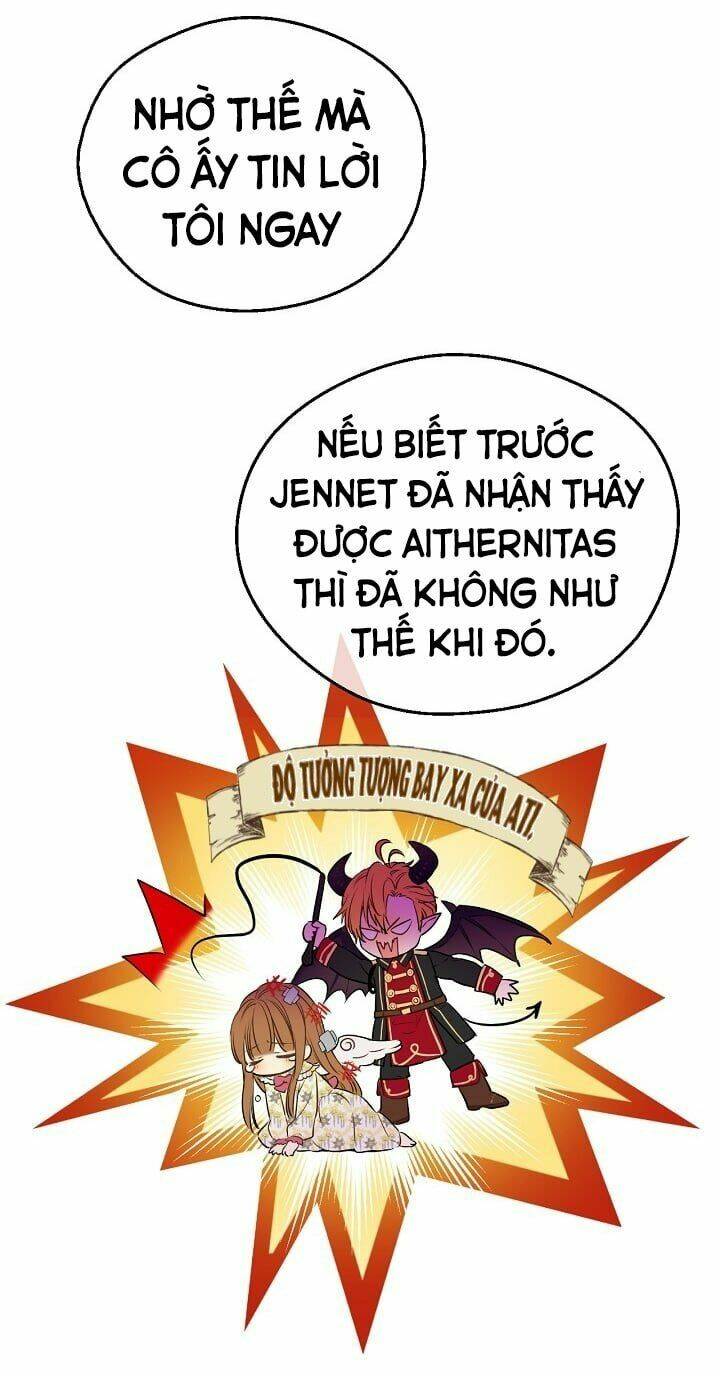 NHỜ THẾ MÀ
CÔ ẤY TIN LỜI
TÔI NGAY
NẾU BIẾT TRƯỚC
JENNET ĐÃ NHẬN THẤY
ĐƯỢC AITHERNITAS
THÌ ĐÃ KHÔNG NHƯ
THẾ KHI ĐÓ.
ĐỘ TƯỞNG TƯỢNG BAY XA CỦA ATI.